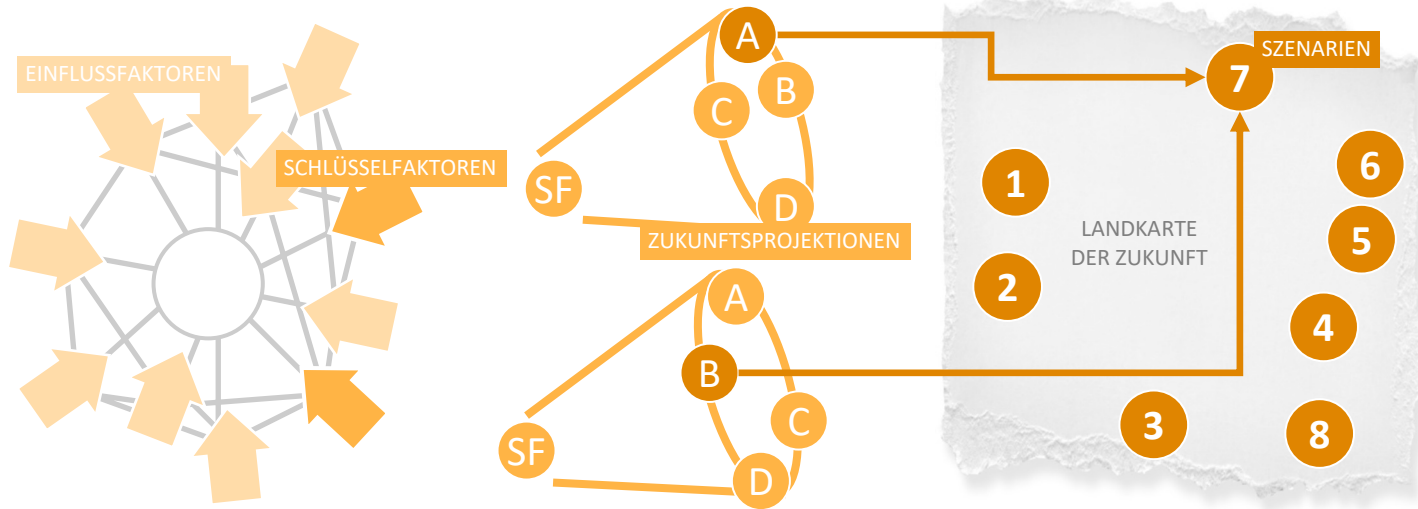 EINFLUSSFAKTOREN
SCHLÜSSELFAKTOREN
SF
A
B
C
D
ZUKUNFTSPROJEKTIONEN
SF
A
B
C
D
SZENARIEN
7
1
6
LANDKARTE
DER ZUKUNFT
5
2
4
3
8